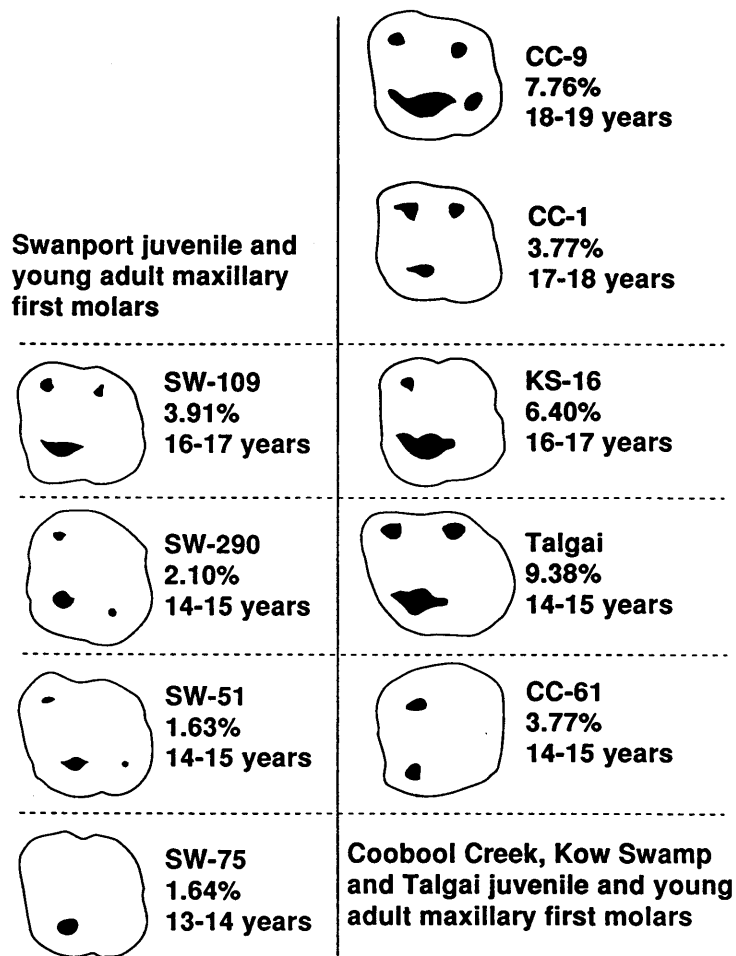 CC-9
7.76%
18-19 years
CC-1
3.77%
17-18 years
Swanport juvenile and
young adult maxillary
first molars
SW-109
3.91%
16-17 years
KS-16
6.40%
16-17 years
SW-290
2.10%
14-15 years
Talgai
9.38%
14-15 years
SW-51
1.63%
14-15 years
CC-61
3.77%
14-15 years
SW-75
1.64%
13-14 years
Coobool Creek, Kow Swamp
and Talgai juvenile and young
adult maxillary first molars